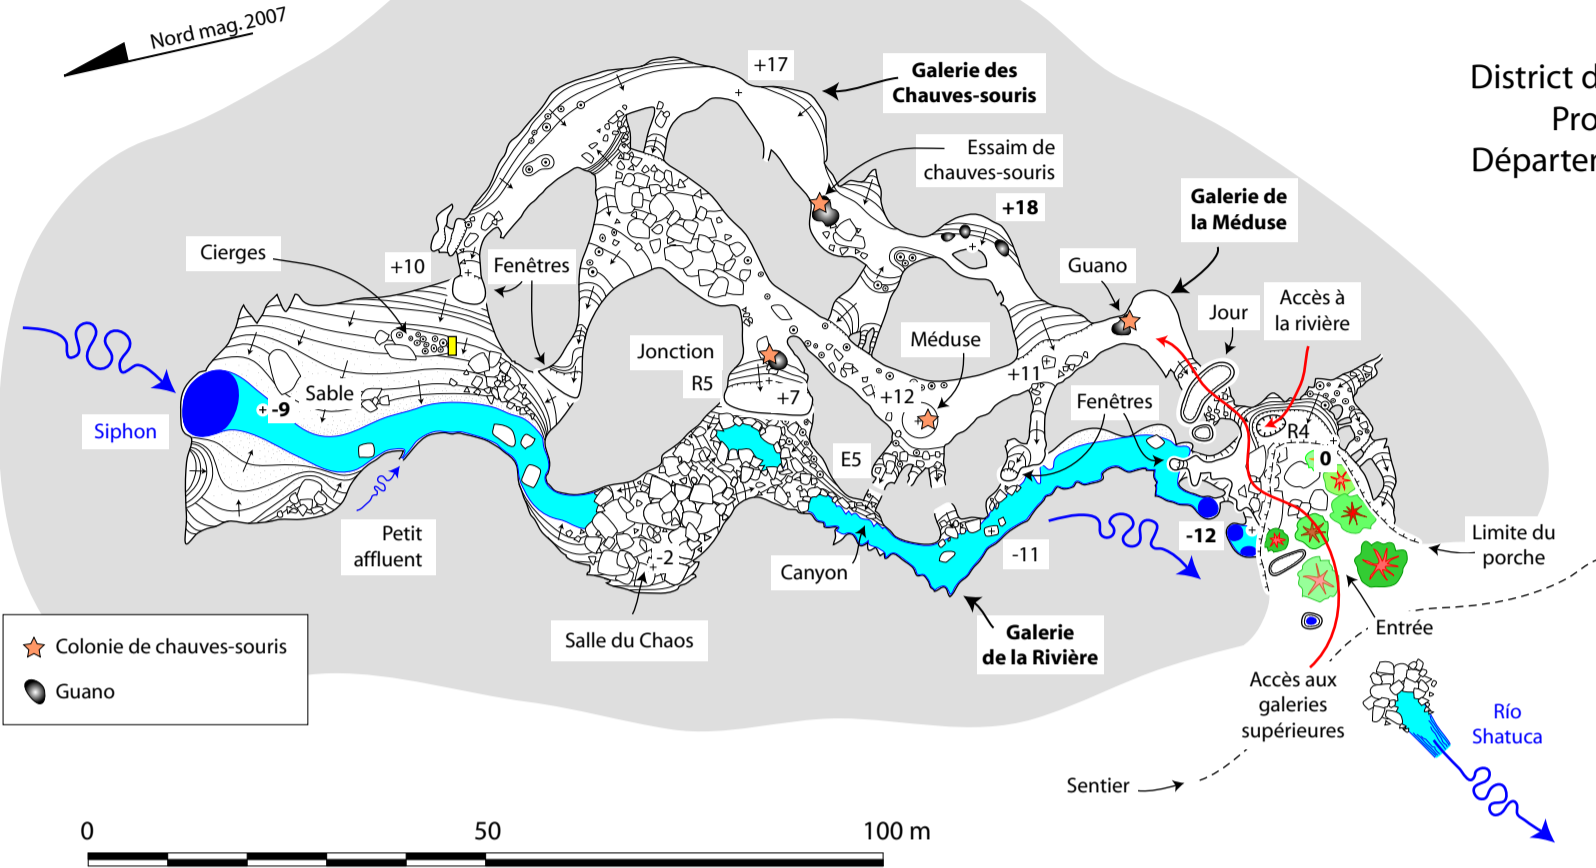 Nord mag. 2007
District d
Pro
Départem
+17
Galerie des
Chauves-souris
Essaim de
chauves-souris
+18
Galerie de
la Méduse
Cierges
+10
Fenêtres
Guano
Jour
Accès à
la rivière
Jonction
R5
Méduse
+11
Fenêtres
Sable
-9
+7
+12
Siphon
R4
0
E5
Petit
affluent
-2
Canyon
-11
-12
Limite du
porche
Salle du Chaos
Galerie
de la Rivière
Entrée
Colonie de chauves-souris
Guano
Accès aux
galeries
supérieures
Río
Shatuca
Sentier
0
50
100 m